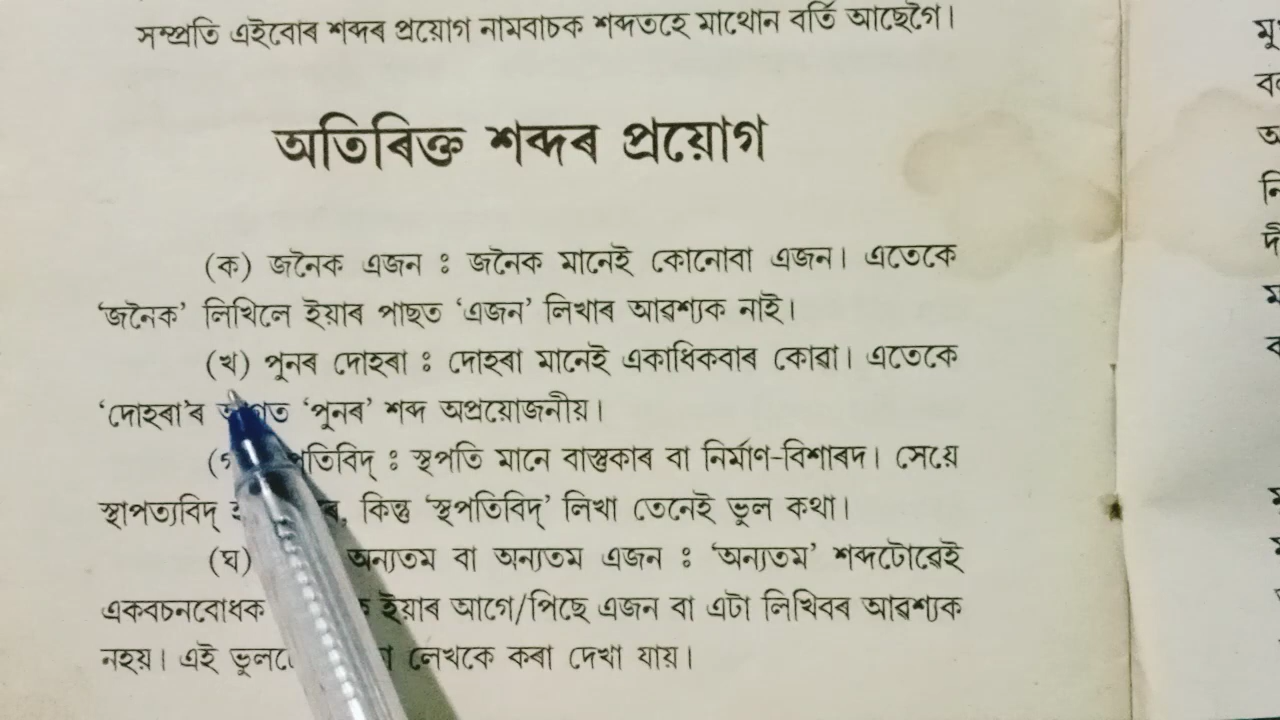 সম্প্ৰতি এইবোৰ শব্দৰ প্ৰয়োগ নামবাচক শব্দতহে মাথোন বৰ্তি আছেগৈ।
অতিৰিক্ত শব্দৰ প্ৰয়োগ
(ক) জনৈক এজন : জনৈক মানেই কোনোবা এজন। এতেকে
‘জনৈক’ লিখিলে ইয়াৰ পাছত ‘এজন’ লিখাৰ আৱশ্যক নাই।
(খ) পুনৰ দোহৰা : দোহৰা মানেই একাধিকবাৰ কোৱা। এতেকে
‘দোহৰা’ৰ ‘পুনৰ’ শব্দ অপ্ৰয়োজনীয়।
: স্থপতি মানে বাস্তুকাৰ বা নিৰ্মাণ-বিশাৰদ। সেয়ে
স্থাপত্যবিদ্ কিন্তু ‘স্থপতিবিদ্’ লিখা তেনেই ভুল কথা।
(ঘ) অন্যতম বা অন্যতম এজন : ‘অন্যতম’ শব্দটোৱেই
একবচনবোধক ইয়াৰ আগে/পিছে এজন বা এটা লিখিবৰ আৱশ্যক
নহয়। এই লেখকে কৰা দেখা যায়।